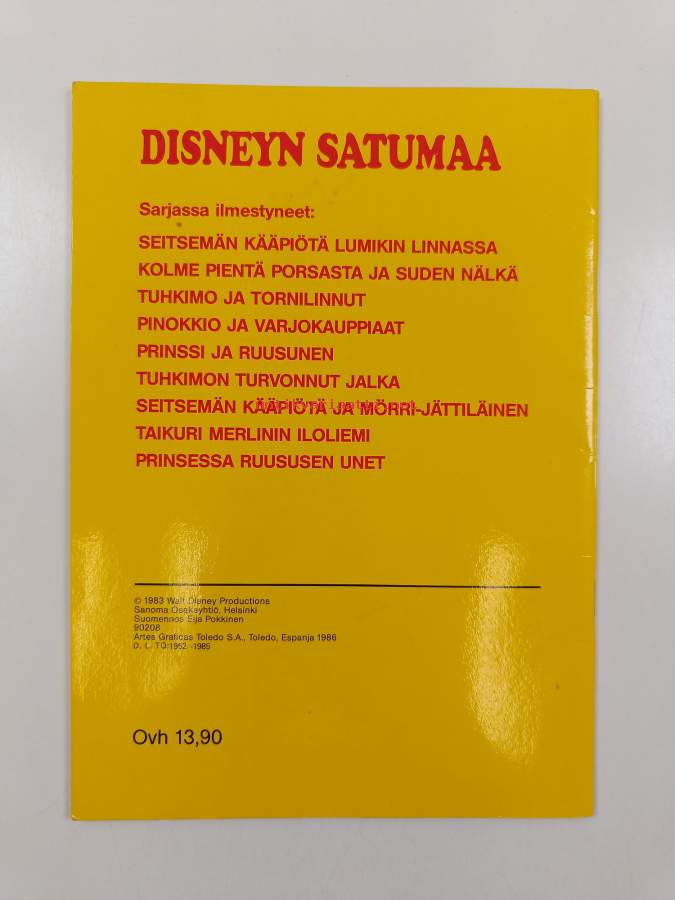 DISNEYN SATUMAA
Sarjassa ilmestyneet:
SEITSEMÄN KÄÄPIÖTÄ LUMIKIN LINNASSA
KOLME PIENTÄ PORSASTA JA SUDEN NÄLKÄ
TUHKIMO JA TORNILINNUT
PINOKKIO JA VARJOKAUPPIAAT
PRINSSI JA RUUSUNEN
TUHKIMON TURVONNUT JALKA
SEITSEMÄN KÄÄPIÖTÄ JA MÖRRI-JÄTTILÄINEN
TAIKURI MERLININ ILOLIEMI
PRINSESSA RUUSUSEN UNET
© 1983 Walt Disney Productions
Sanoma Osakeyhtiö, Helsinki
Suomennos Eija Pokkinen
90208
Artes Graficas Toledo S.A., Toledo, Espanja 1986
D. L. TO:1952 -1985
Ovh 13,90